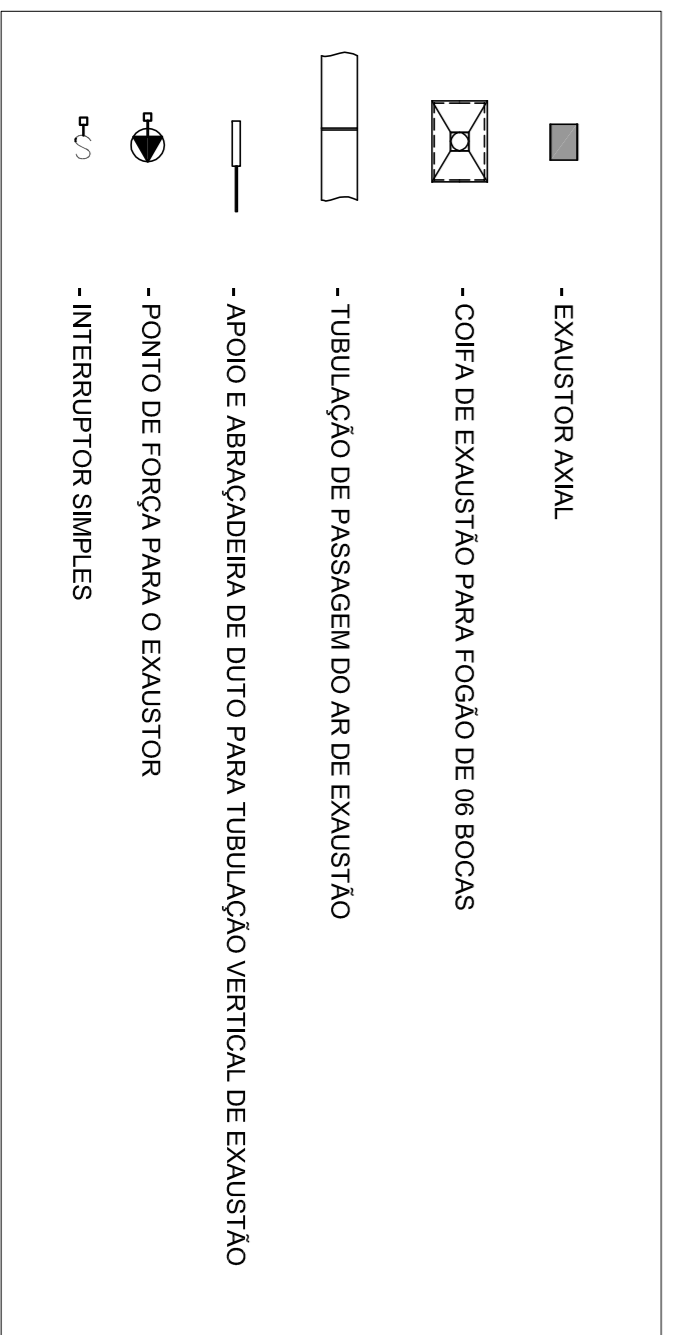 - EXAUSTOR AXIAL
- COIFA DE EXAUSTÃO PARA FOGÃO DE 06 BOCAS
- TUBULAÇÃO DE PASSAGEM DO AR DE EXAUSTÃO
- APOIO E ABRAÇADEIRA DE DUTO PARA TUBULAÇÃO VERTICAL DE EXAUSTÃO
- PONTO DE FORÇA PARA O EXAUSTOR
S - INTERRUPTOR SIMPLES